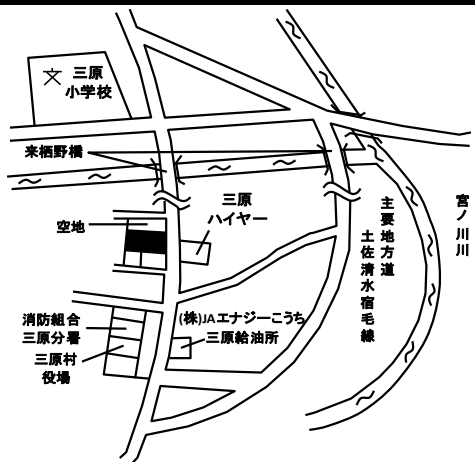 文
三原
小学校
来栖野橋
三原
ハイヤー
空地
主要地方道
土佐清水宿毛線
宮ノ川川
消防組合
三原分署
(株)JAエナジーこうち
三原給油所
三原村
役場